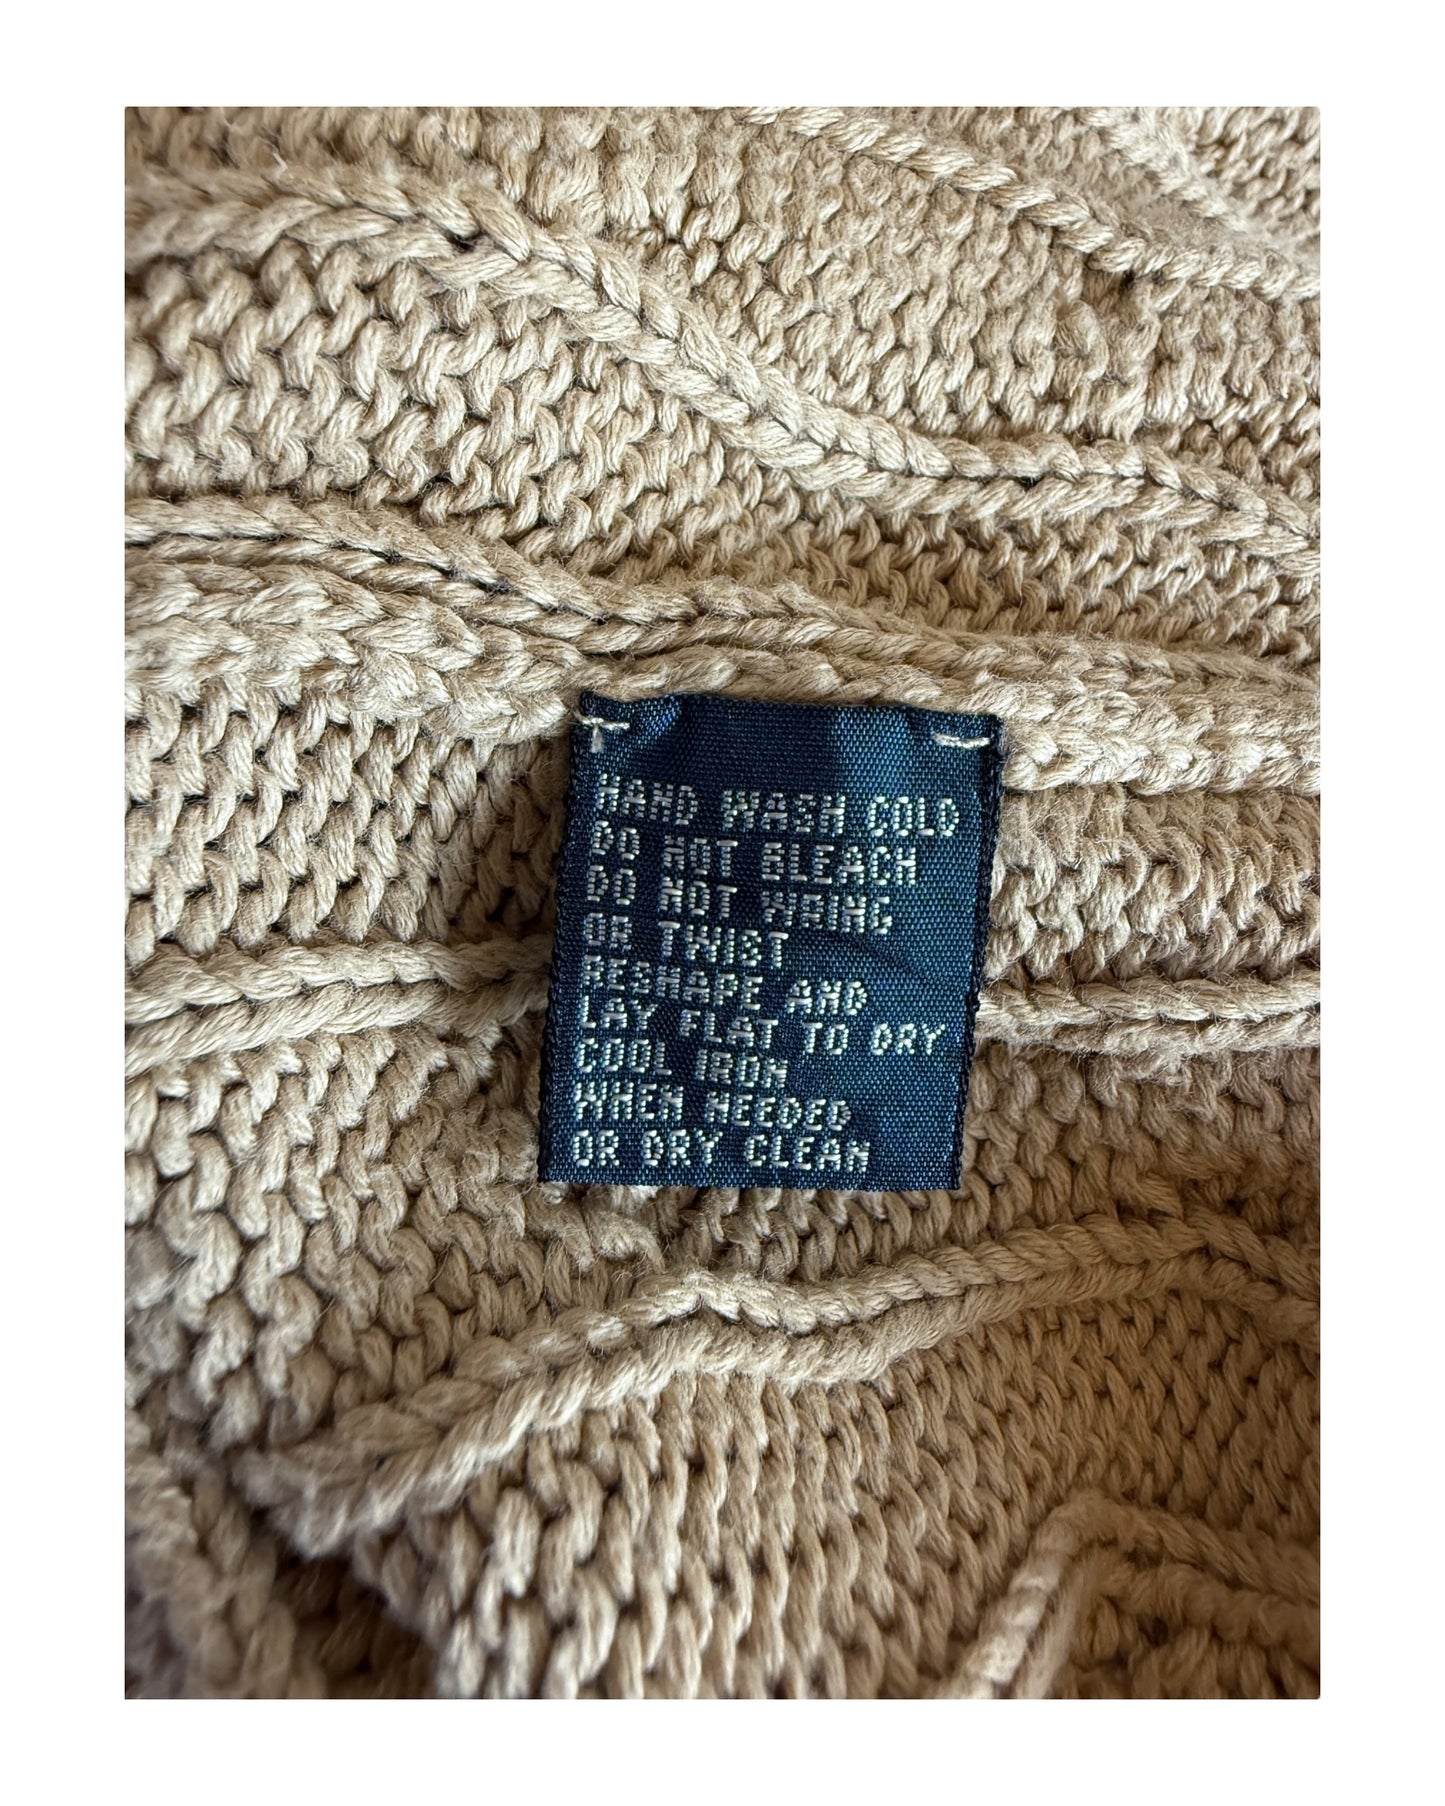 HAND WASH COLD
DO NOT BLEACH
DO NOT WRING
OR TWIST
RESHAPE AND
LAY FLAT TO DRY
COOL IRON
WHEN NEEDED
OR DRY CLEAN